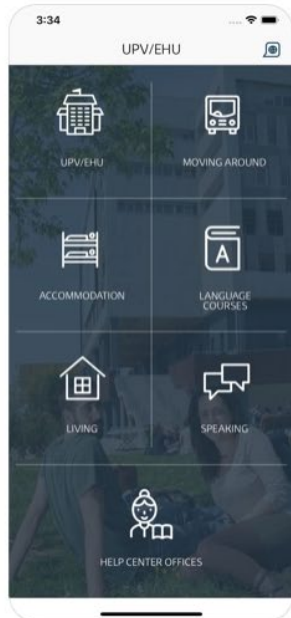 3:34
UPV/EHU
UPV/EHU
MOVING AROUND
ACCOMMODATION
LANGUAGE
COURSES
A
LIVING
SPEAKING
HELP CENTER OFFICES